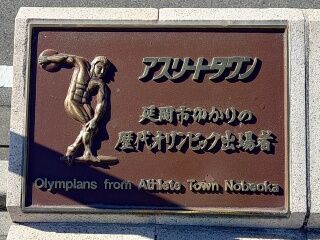 アスリートタウン
延岡市ゆかりの
歴代オリンピック出場者
Olympians from Athlete Town Nobeoka